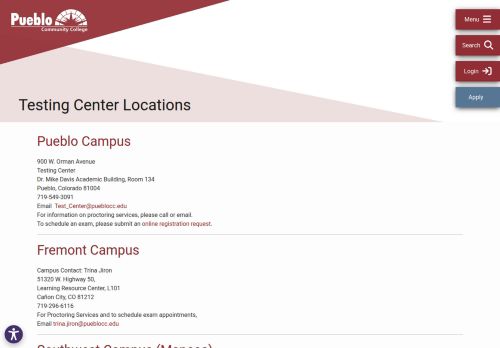 Pueblo
Community College
Menu
Search
Login
Apply
Testing Center Locations
Pueblo Campus
900 W. Orman Avenue
Testing Center
Dr. Mike Davis Academic Building, Room 134
Pueblo, Colorado 81004
719-549-3091
Email Test_Center@pueblocc.edu
For information on proctoring services, please call or email.
To schedule an exam, please submit an online registration request.
Fremont Campus
Campus Contact: Trina Jiron
51320 W. Highway 50,
Learning Resource Center, L101
Cañon City, CO 81212
719-296-6116
For Proctoring Services and to schedule exam appointments,
Email trina.jiron@pueblocc.edu
Southwest Campus (Mancos)